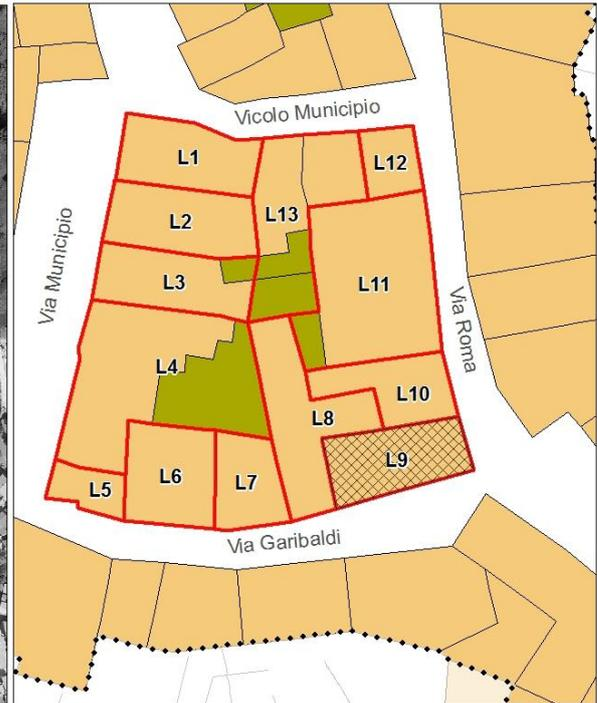 Vicolo Municipio
L1
L12
L2
L13
Via Municipio
L3
L11
Via Roma
L4
L10
L8
L9
L6
L7
L5
Via Garibaldi